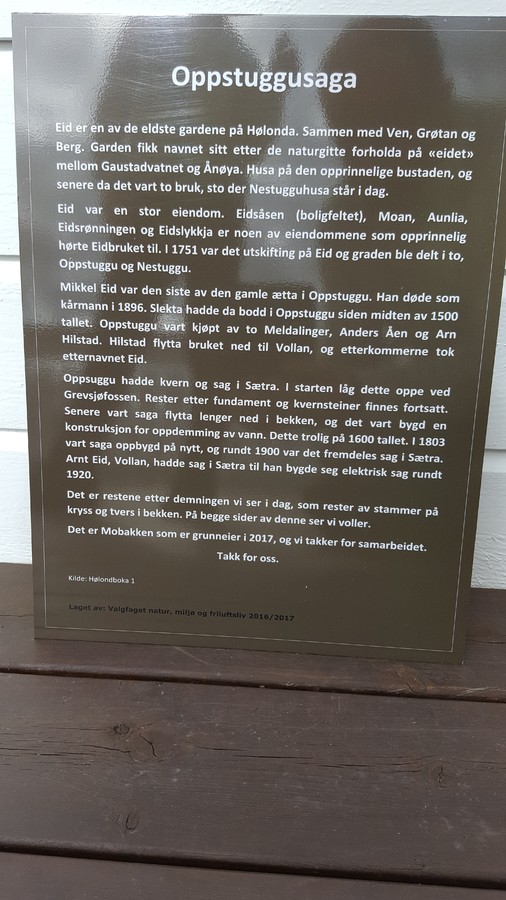 Oppstuggusaga
Eid er en av de eldste gardene på Hølonda. Sammen med Ven, Grøtan og
Berg. Garden fikk navnet sitt etter de naturgitte forholda på «eidet»
mellom Gaustadvatnet og Ånøya. Husa på den opprinnelige bustaden, og
senere da det vart to bruk, sto der Nestugguhusa står i dag.
Eid var en stor eiendom. Eidsåsen (boligfeltet), Moan, Aunlia,
Eidsrønningen og Eidslykkja er noen av eiendommene som opprinnelig
hørte Eidbruket til. I 1751 var det utskifting på Eid og graden ble delt i to,
Oppstuggu og Nestuggu.
Mikkel Eid var den siste av den gamle ætta i Oppstuggu. Han døde som
kårmann i 1896. Slekta hadde da bodd i Oppstuggu siden midten av 1500
tallet. Oppstuggu vart kjøpt av to Meldalinger, Anders Åen og Arn
Hilstad. Hilstad flytta bruket ned til Vollan, og etterkommerne tok
etternavnet Eid.
Oppsuggu hadde kvern og sag i Sætra. I starten låg dette oppe ved
Grevsjøfossen. Rester etter fundament og kvernsteiner finnes fortsatt.
Senere vart saga flytta lenger ned i bekken, og det vart bygd en
konstruksjon for oppdemming av vann. Dette trolig på 1600 tallet. I 1803
vart saga oppbygd på nytt, og rundt 1900 var det fremdeles sag i Sætra.
Arnt Eid, Vollan, hadde sag i Sætra til han bygde seg elektrisk sag rundt
1920.
Det er restene etter demningen vi ser i dag, som rester av stammer på
kryss og tvers i bekken. På begge sider av denne ser vi voller.
Det er Mobakken som er grunneier i 2017, og vi takker for samarbeidet.
Takk for oss.
Kilde: Hølondboka 1
Laget av: Valgfaget natur, miljø og friluftsliv 2016/2017